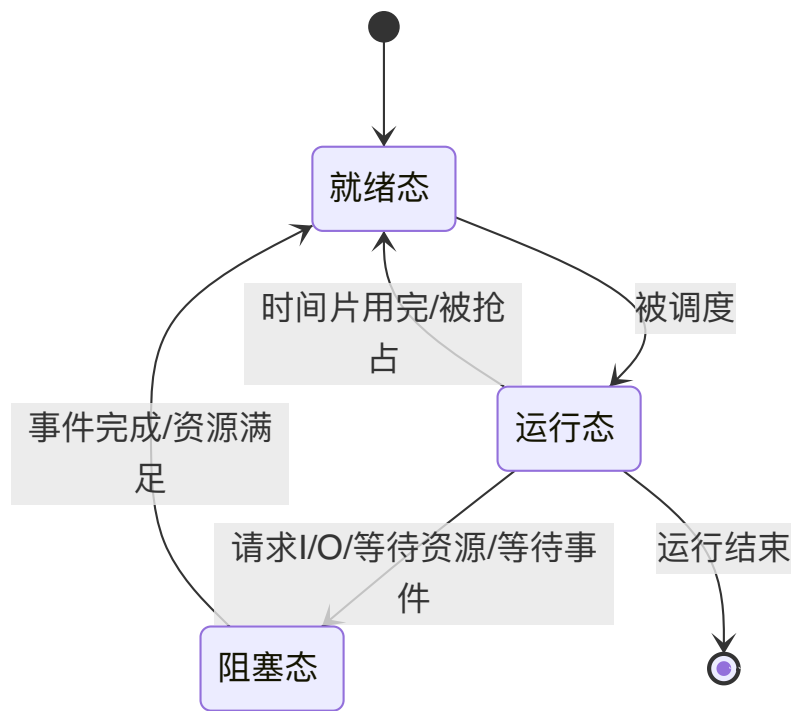 就绪态
时间片用完/被抢
占
被调度
事件完成/资源满
足
运行态
请求I/O/等待资源/等待事
件
运行结束
阻塞态